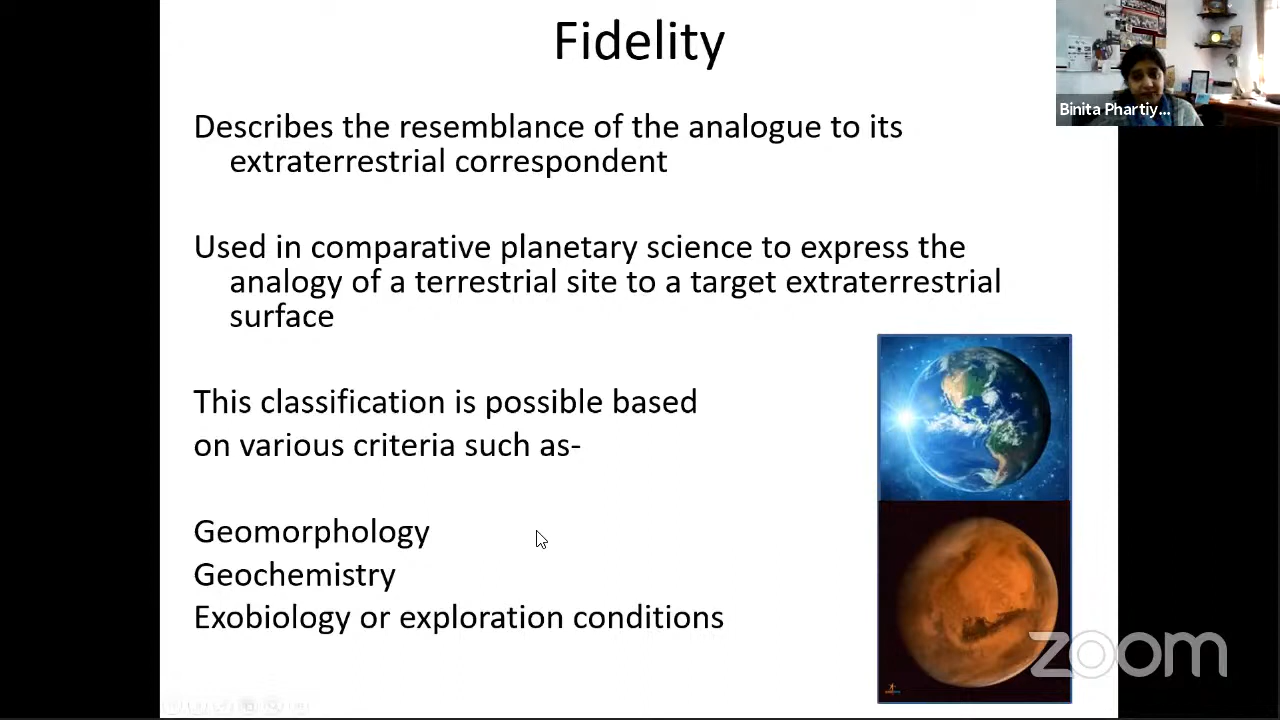 Fidelity
Binita Phartiy...
Describes the resemblance of the analogue to its
extraterrestrial correspondent
Used in comparative planetary science to express the
analogy of a terrestrial site to a target extraterrestrial
surface
This classification is possible based
on various criteria such as-
Geomorphology
Geochemistry
Exobiology or exploration conditions
zoom